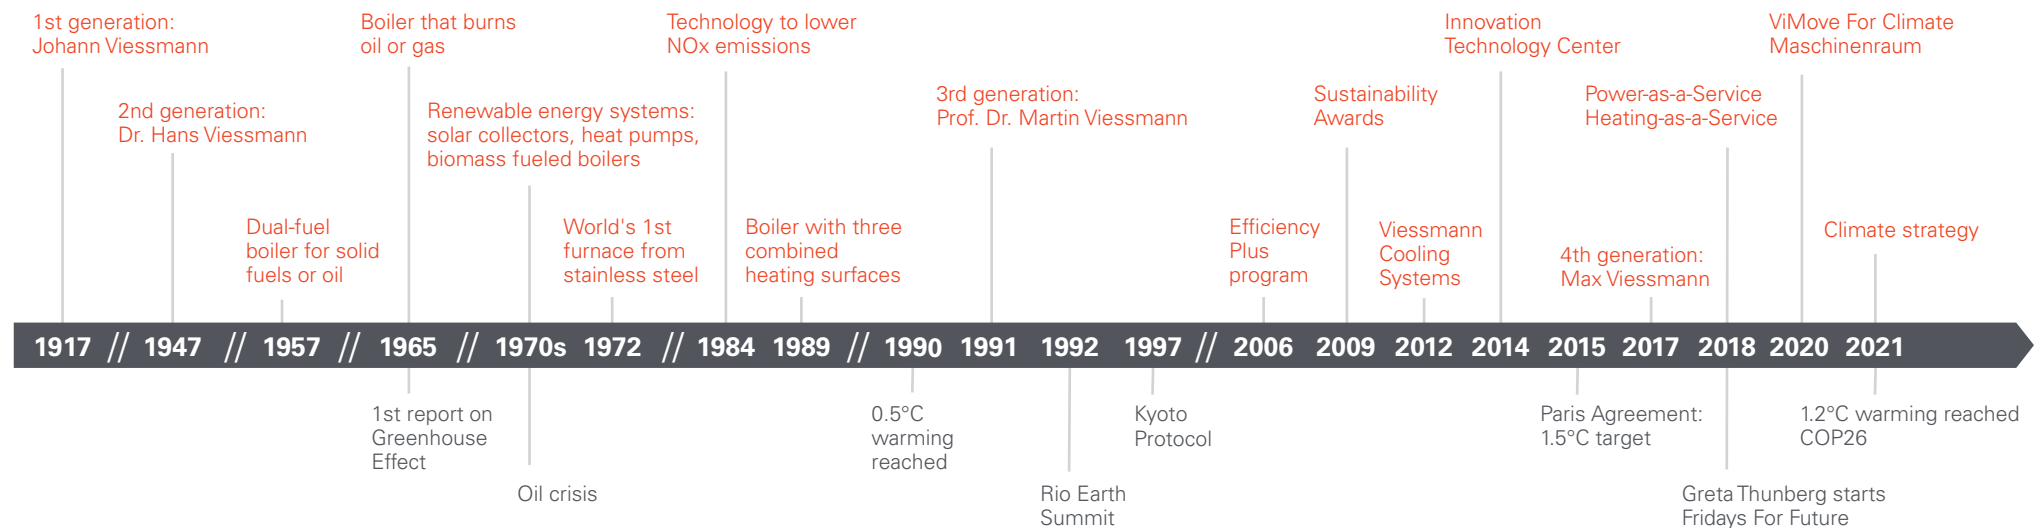 1st generation:
Johann Viessmann
2nd generation:
Dr. Hans Viessmann
Dual-fuel
boiler for solid
fuels or oil
Boiler that burns
oil or gas
Renewable energy systems:
solar collectors, heat pumps,
biomass fueled boilers
World's 1st
furnace from
stainless steel
Technology to lower
NOx emissions
Boiler with three
combined
heating surfaces
3rd generation:
Prof. Dr. Martin Viessmann
Efficiency
Plus
program
Sustainability
Awards
Viessmann
Cooling
Systems
Innovation
Technology Center
4th generation:
Max Viessmann
Power-as-a-Service
Heating-as-a-Service
ViMove For Climate
Maschinenraum
Climate strategy
1917 // 1947 // 1957 // 1965 // 1970s 1972 // 1984 1989 // 1990 1991 1992 1997 // 2006 2009 2012 2014 2015 2017 2018 2020 2021
1st report on
Greenhouse
Effect
Oil crisis
0.5°C
warming
reached
Rio Earth
Summit
Kyoto
Protocol
Paris Agreement:
1.5°C target
Greta Thunberg starts
Fridays For Future
1.2°C warming reached
COP26